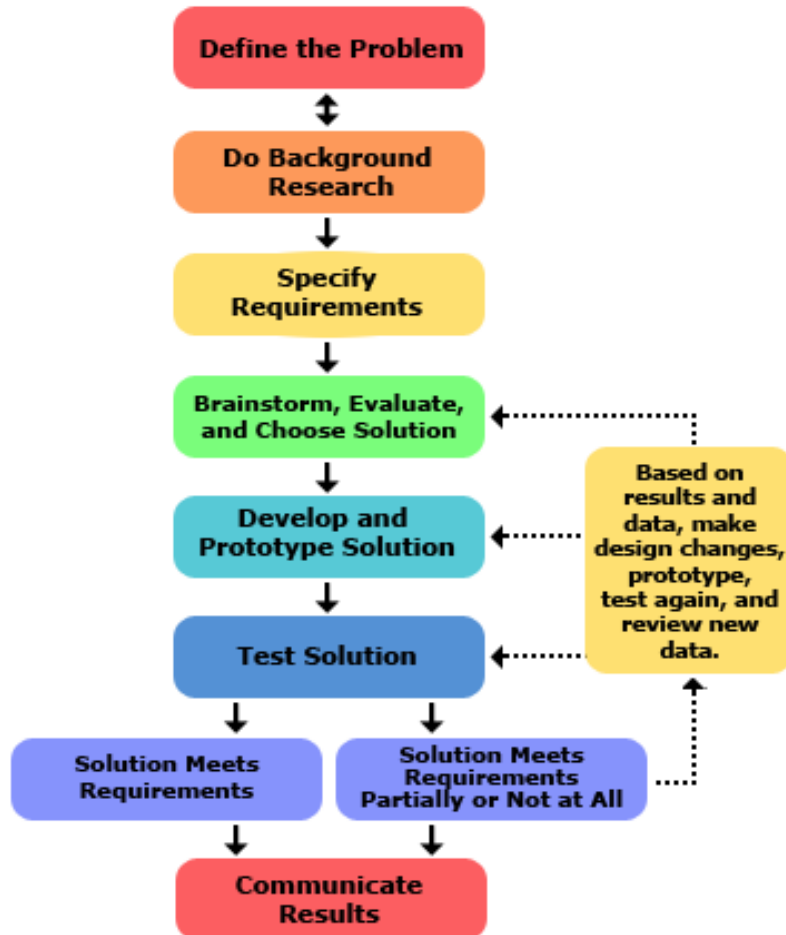 Define the Problem
Do Background
Research
Specify
Requirements
Brainstorm, Evaluate,
and Choose Solution
Develop and
Prototype Solution
Test Solution
Based on
results and
data, make
design changes,
prototype,
test again, and
review new
data.
Solution Meets
Requirements
Solution Meets
Requirements
Partially or Not at All
Communicate
Results